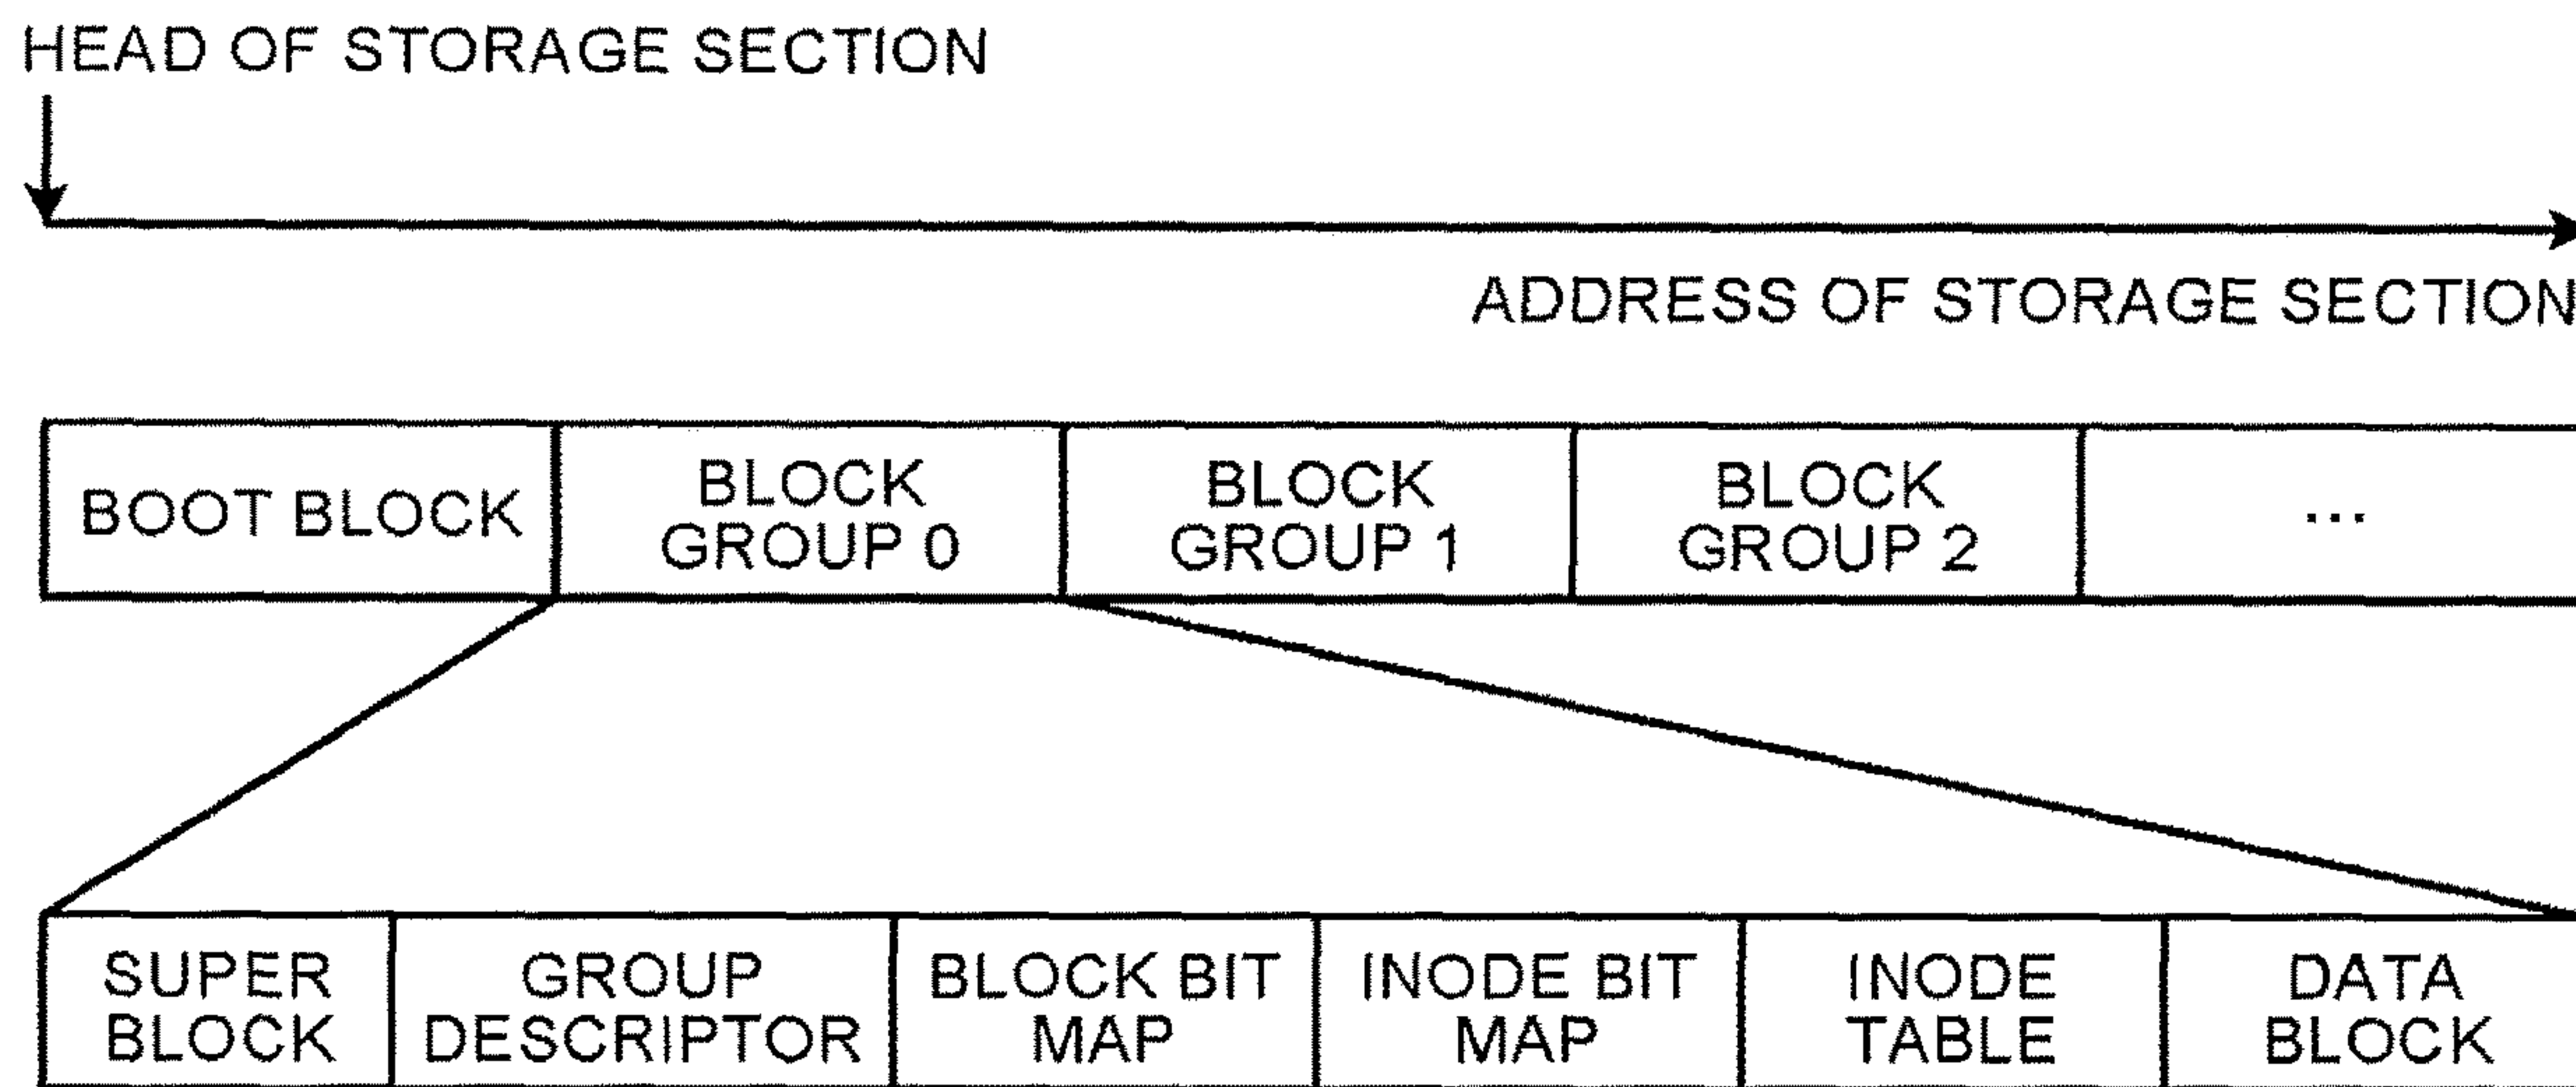 HEAD OF STORAGE SECTION
ADDRESS OF STORAGE SECTION
BOOT BLOCK
BLOCK
GROUP 0
BLOCK
GROUP 1
BLOCK
GROUP 2
...
SUPER
BLOCK
GROUP
DESCRIPTOR
BLOCK BIT
MAP
INODE BIT
MAP
INODE
TABLE
DATA
BLOCK